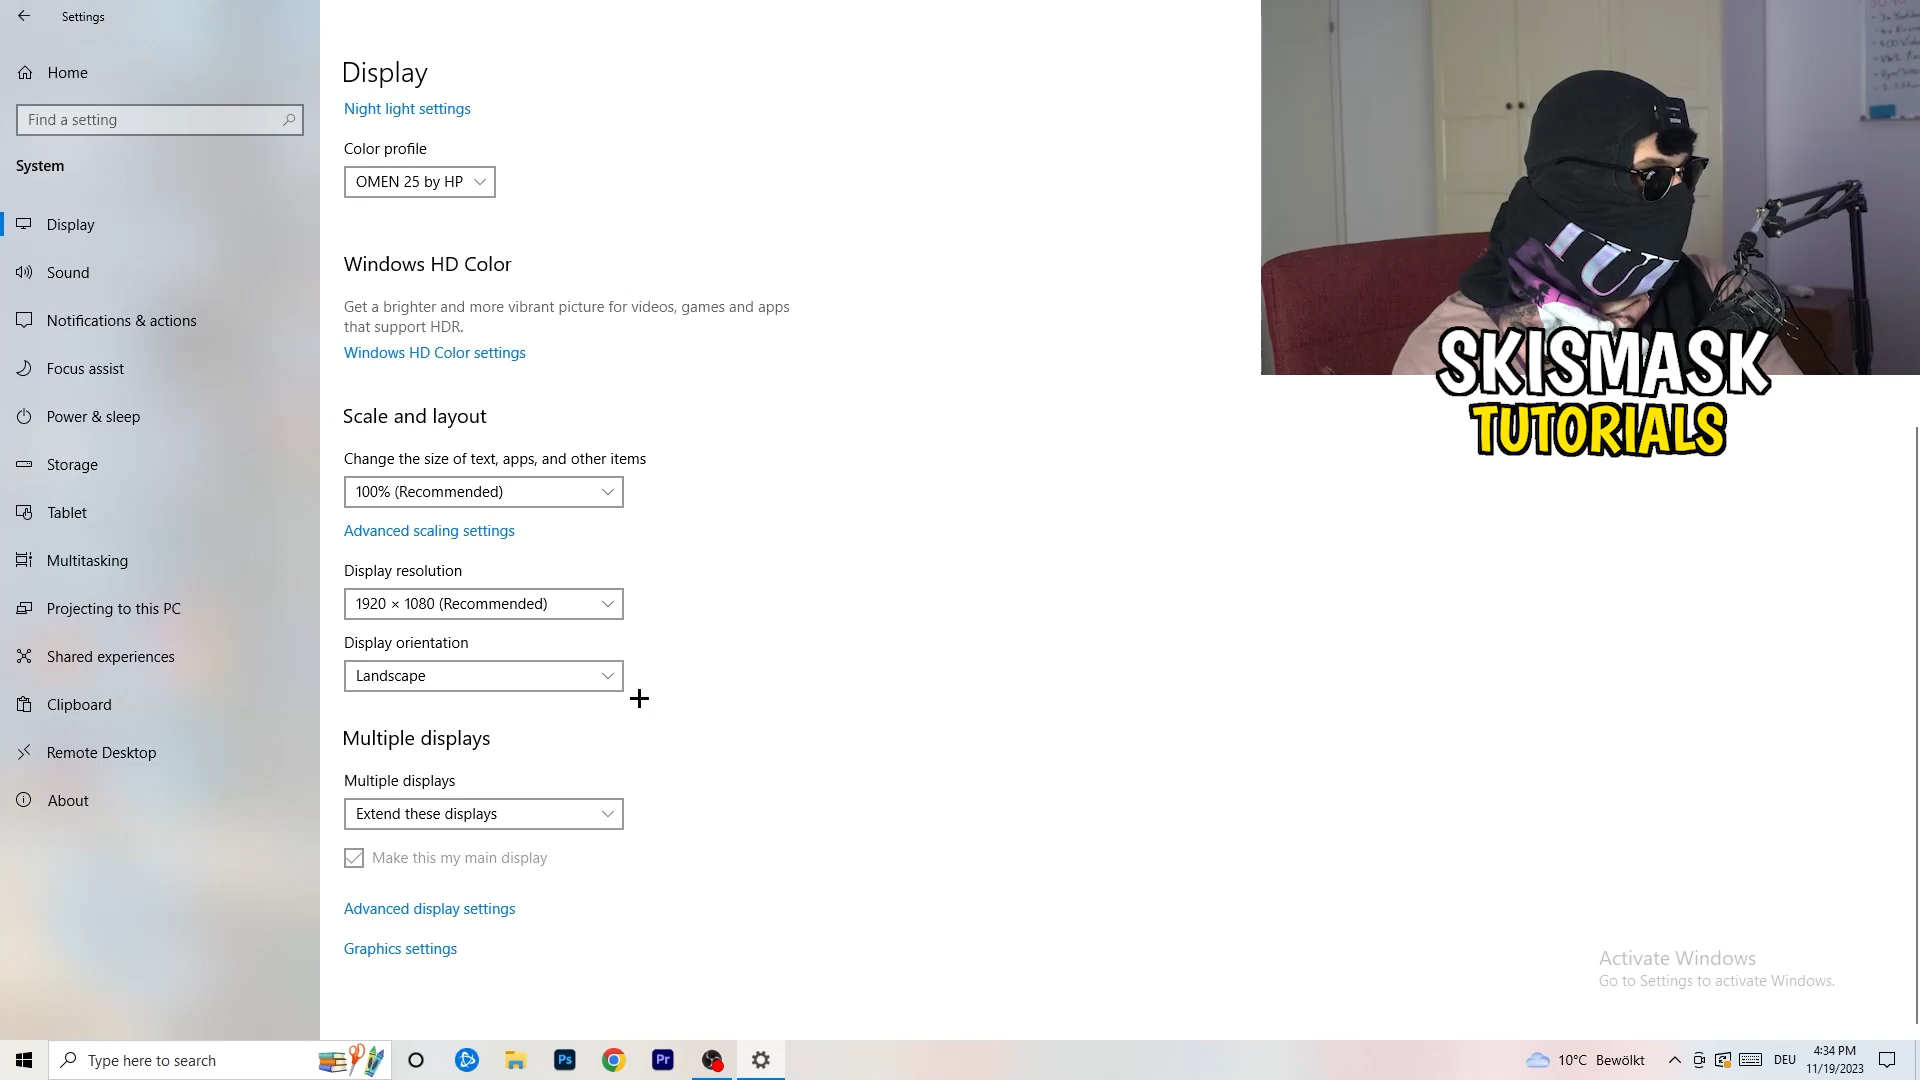 Settings
Home
Find a setting
System
Display
Sound
Notifications & actions
Focus assist
Power & sleep
Storage
Tablet
Multitasking
Projecting to this PC
Shared experiences
Clipboard
Remote Desktop
About
Display
Night light settings
Color profile
OMEN 25 by HP
Windows HD Color
Get a brighter and more vibrant picture for videos, games and apps
that support HDR.
Windows HD Color settings
Scale and layout
Change the size of text, apps, and other items
100% (Recommended)
Advanced scaling settings
Display resolution
1920 × 1080 (Recommended)
Display orientation
Landscape
Multiple displays
Multiple displays
Extend these displays
Make this my main display
Advanced display settings
Graphics settings
SKISMASK
TUTORIALS
Activate Windows
Go to Settings to activate Windows.
Type here to search
Ps
Pr
10°C Bewölkt
DEU
4:34 PM
11/19/2023